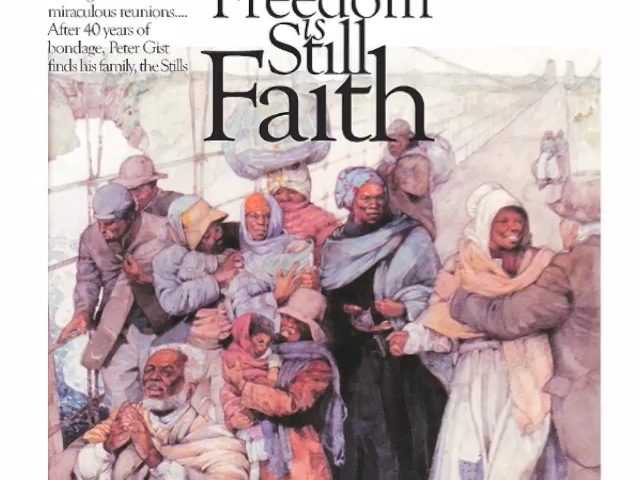 miraculous reunions....
After 40 years of
bondage, Peter Gist
finds his family, the Stills
Freedom
is
Still
Faith